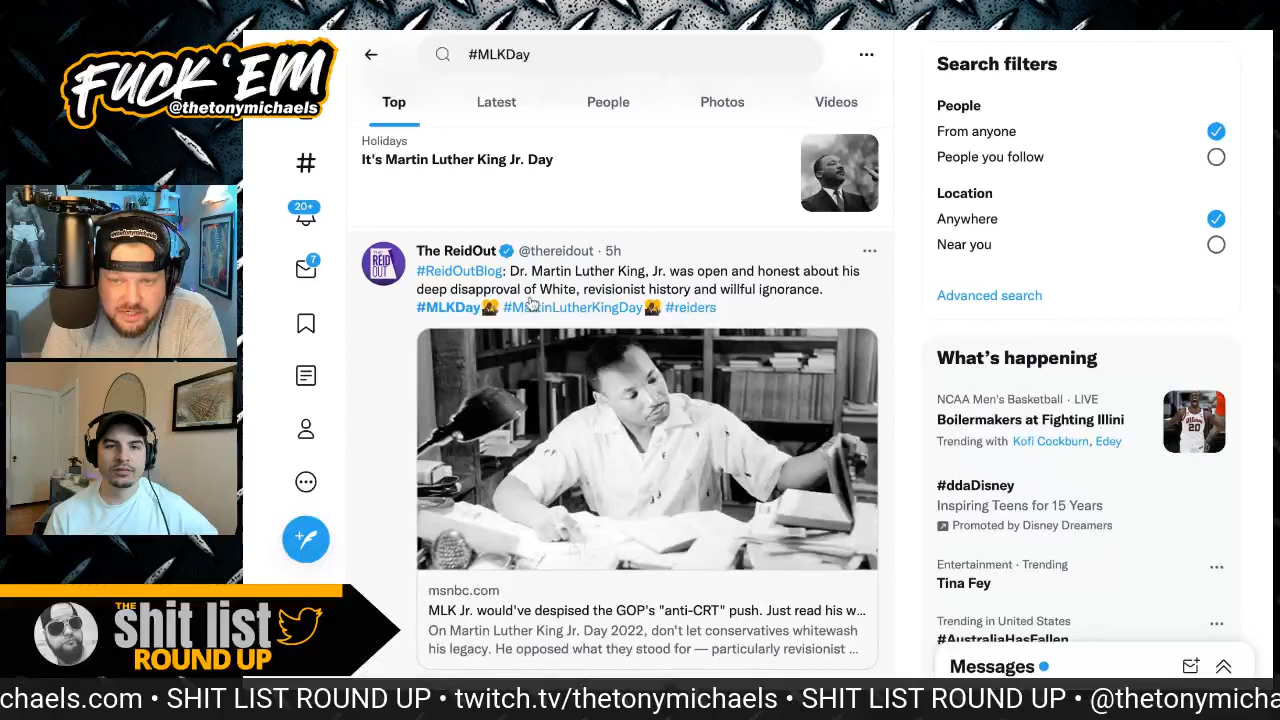 FUCK 'EM
@thetonymichaels
#MLKDay
Top
Latest
People
Photos
Videos
Holidays
It's Martin Luther King Jr. Day
20+
7
THE REID OUT
The ReidOut @thereidout · 5h
#ReidOutBlog: Dr. Martin Luther King, Jr. was open and honest about his
deep disapproval of White, revisionist history and willful ignorance.
#MLKDay #MartinLutherKingDay #reiders
msnbc.com
MLK Jr. would've despised the GOP's "anti-CRT" push. Just read his w...
On Martin Luther King Jr. Day 2022, don't let conservatives whitewash
his legacy. He opposed what they stood for — particularly revisionist ...
Search filters
People
From anyone
People you follow
Location
Anywhere
Near you
Advanced search
What's happening
NCAA Men's Basketball · LIVE
Boilermakers at Fighting Illini
Trending with Kofi Cockburn, Edey
20
#ddaDisney
Inspiring Teens for 15 Years
Promoted by Disney Dreamers
Entertainment · Trending
Tina Fey
Trending in United States
#AustraliaHasFallen
Messages
THE
shit list
ROUND UP
chaels.com • SHIT LIST ROUND UP • twitch.tv/thetonymichaels • SHIT LIST ROUND UP • @thetonymicha